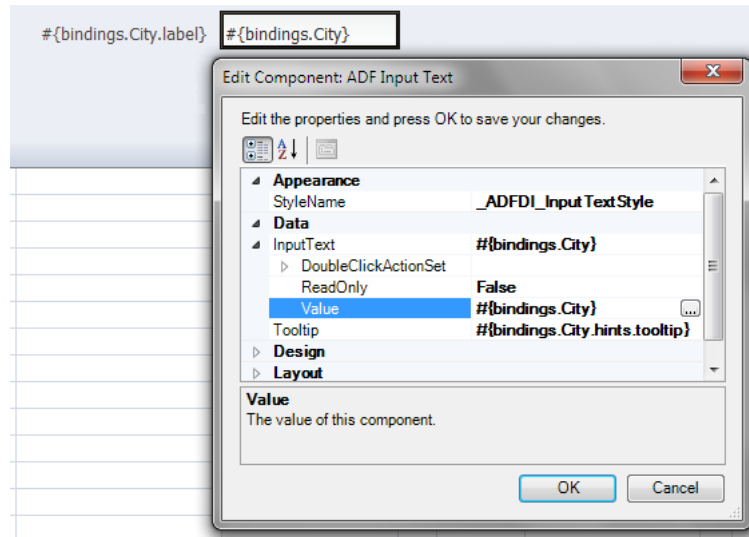 #{bindings.City.label} #{bindings.City}
Edit Component: ADF Input Text
Edit the properties and press OK to save your changes.
Appearance
StyleName _ADFDI_InputTextStyle
Data
InputText #{bindings.City}
DoubleClickActionSet
ReadOnly False
Value #{bindings.City} ...
Tooltip #{bindings.City.hints.tooltip}
Design
Layout
Value
The value of this component.
OK Cancel